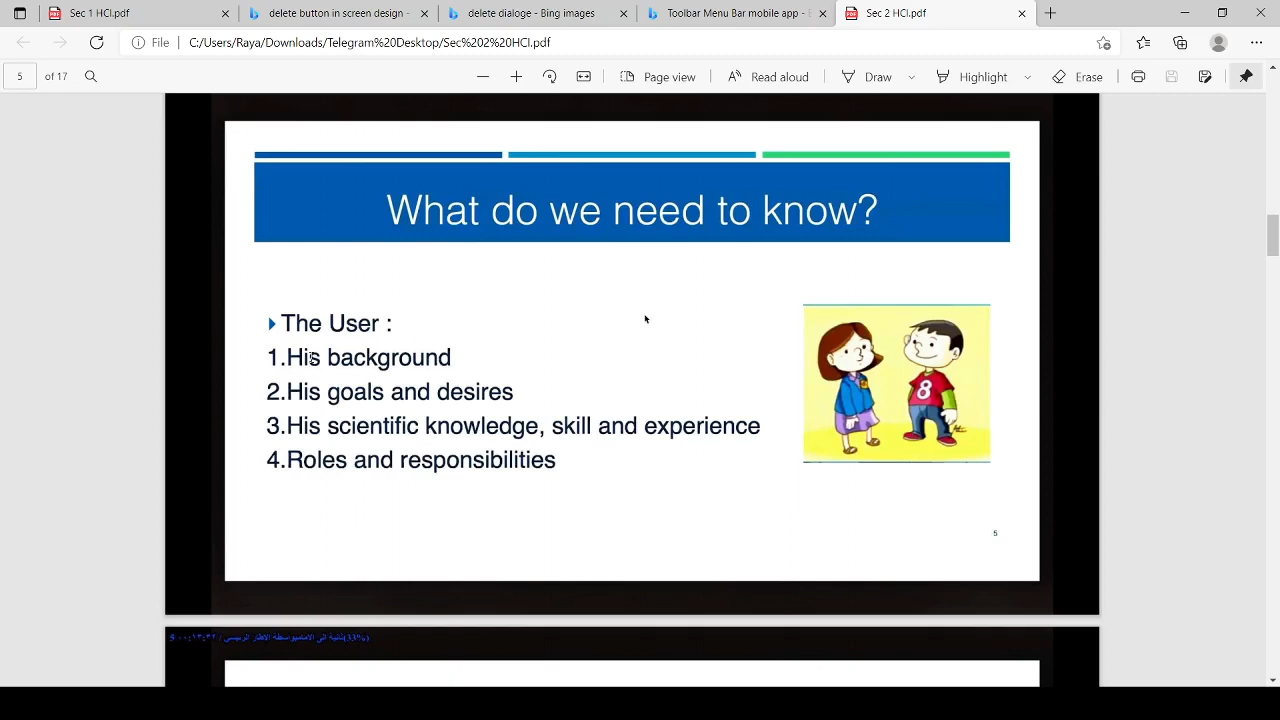 Sec 1 HCI.pdf
delete button in screen design -
delete dialoge - Bing images
Toolbar Menu Bar mobile app - B
Sec 2 HCI.pdf
File
C:/Users/Raya/Downloads/Telegram%20Desktop/Sec%202%20HCI.pdf
5 of 17
Page view
Read aloud
Draw
Highlight
Erase
What do we need to know?
The User :
1.His background
2.His goals and desires
3.His scientific knowledge, skill and experience
4.Roles and responsibilities
8
5